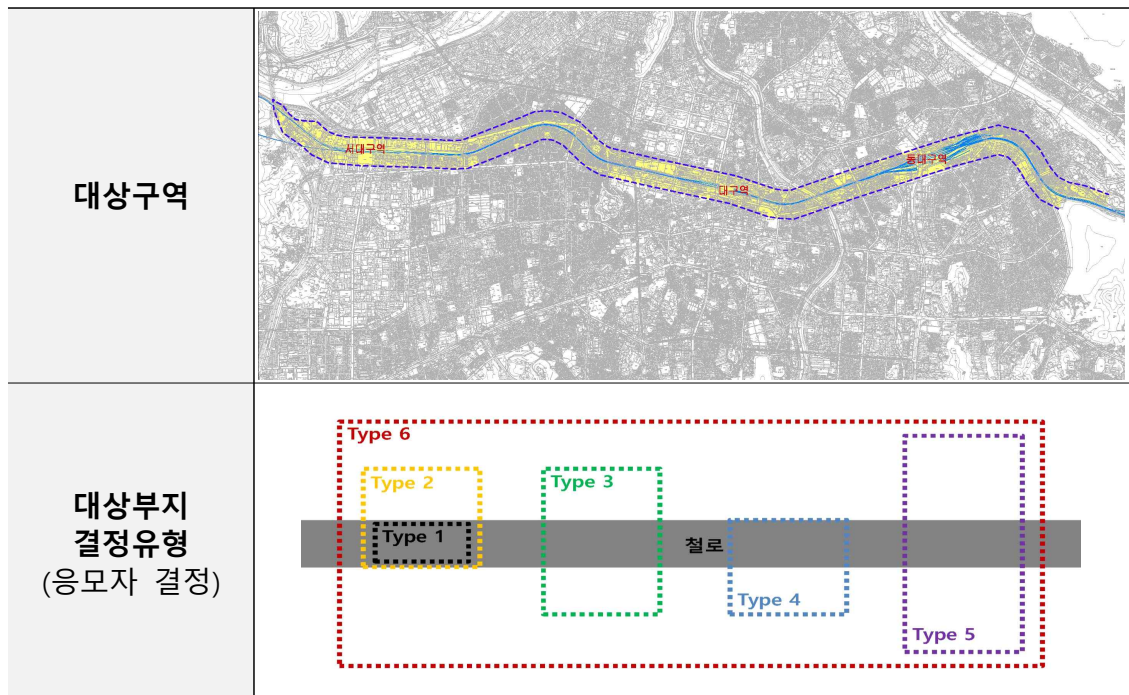 대상구역
서대구역
대구역
동대구역
대상부지
결정유형
(응모자 결정)
Type 6
Type 2
Type 3
Type 1
철로
Type 4
Type 5